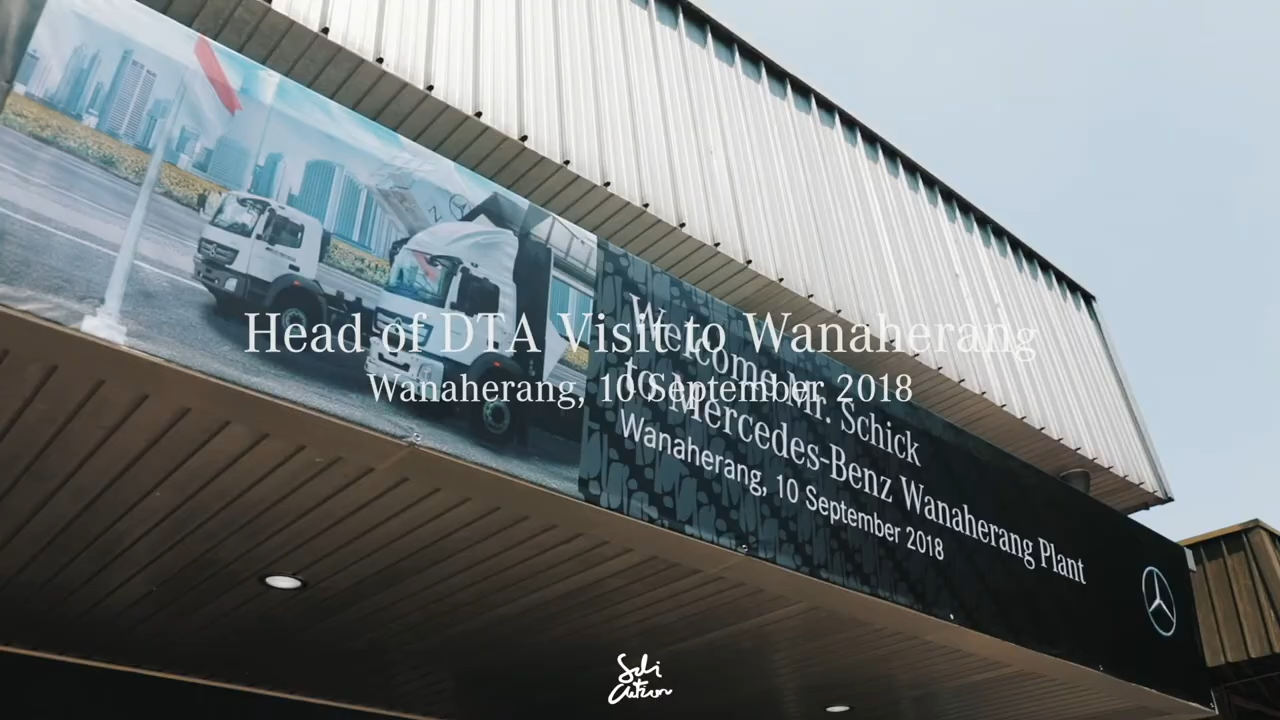 Head of DTA Visit to Wanaherang
Wanaherang, 10 September 2018
Welcome Mr. Schick
to Mercedes-Benz Wanaherang Plant
Wanaherang, 10 September 2018